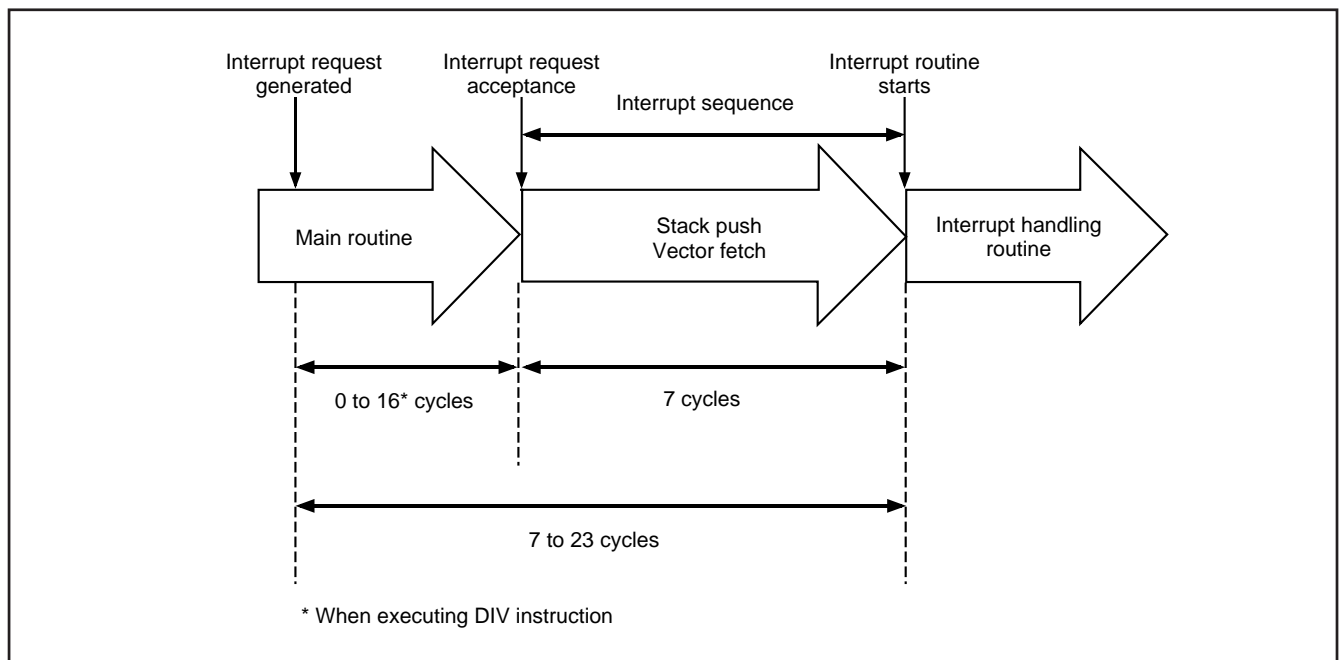 Interrupt request
generated
Interrupt request
acceptance
Interrupt routine
starts
Interrupt sequence
Main routine
Stack push
Vector fetch
Interrupt handling
routine
0 to 16* cycles
7 cycles
7 to 23 cycles
* When executing DIV instruction